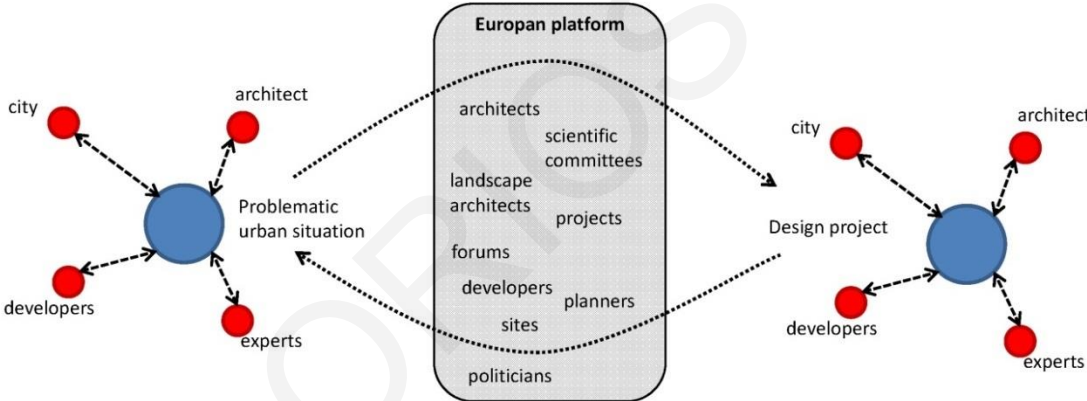 Europan platform
city
architect
Problematic
urban situation
developers
experts
architects
scientific
committees
landscape
architects
projects
forums
developers
planners
sites
politicians
city
architect
Design project
developers
experts
ORIOS